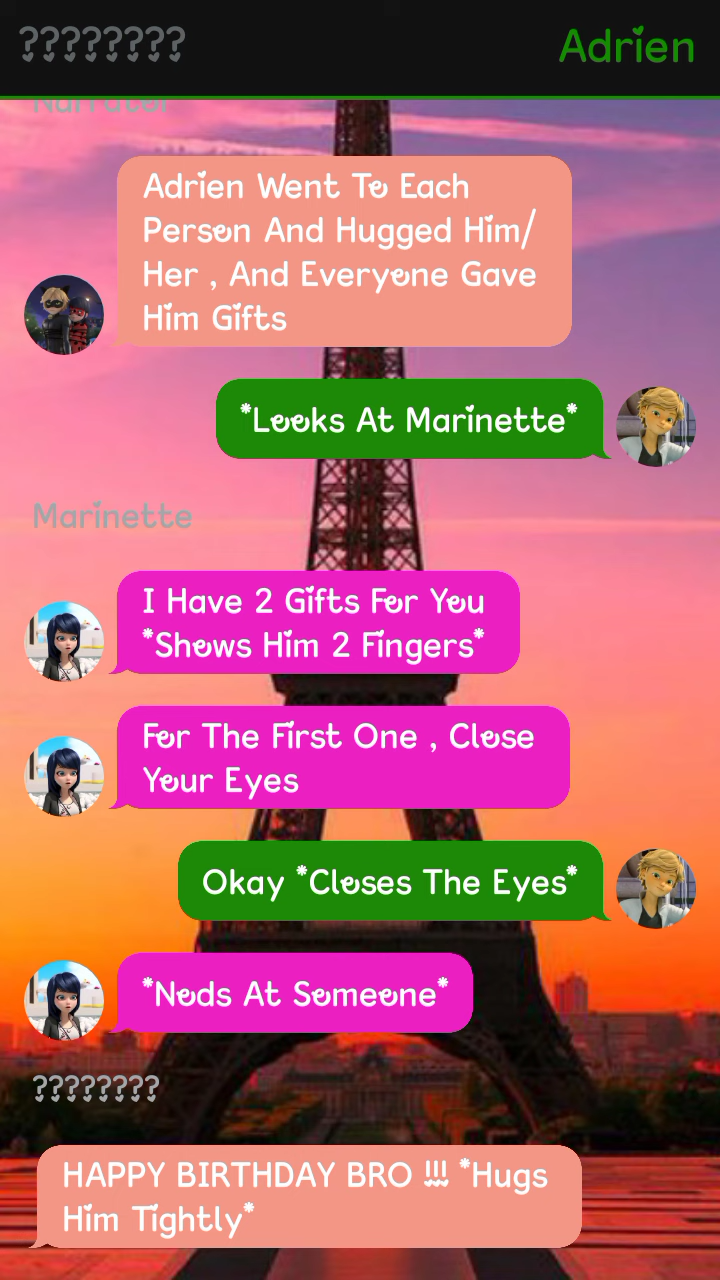 ????????
Adrien
Narrator
Adrien Went To Each
Person And Hugged Him/
Her , And Everyone Gave
Him Gifts
*Looks At Marinette*
Marinette
I Have 2 Gifts For You
*Shows Him 2 Fingers*
For The First One , Close
Your Eyes
Okay *Closes The Eyes*
*Nods At Someone*
????????
HAPPY BIRTHDAY BRO !!! *Hugs
Him Tightly*